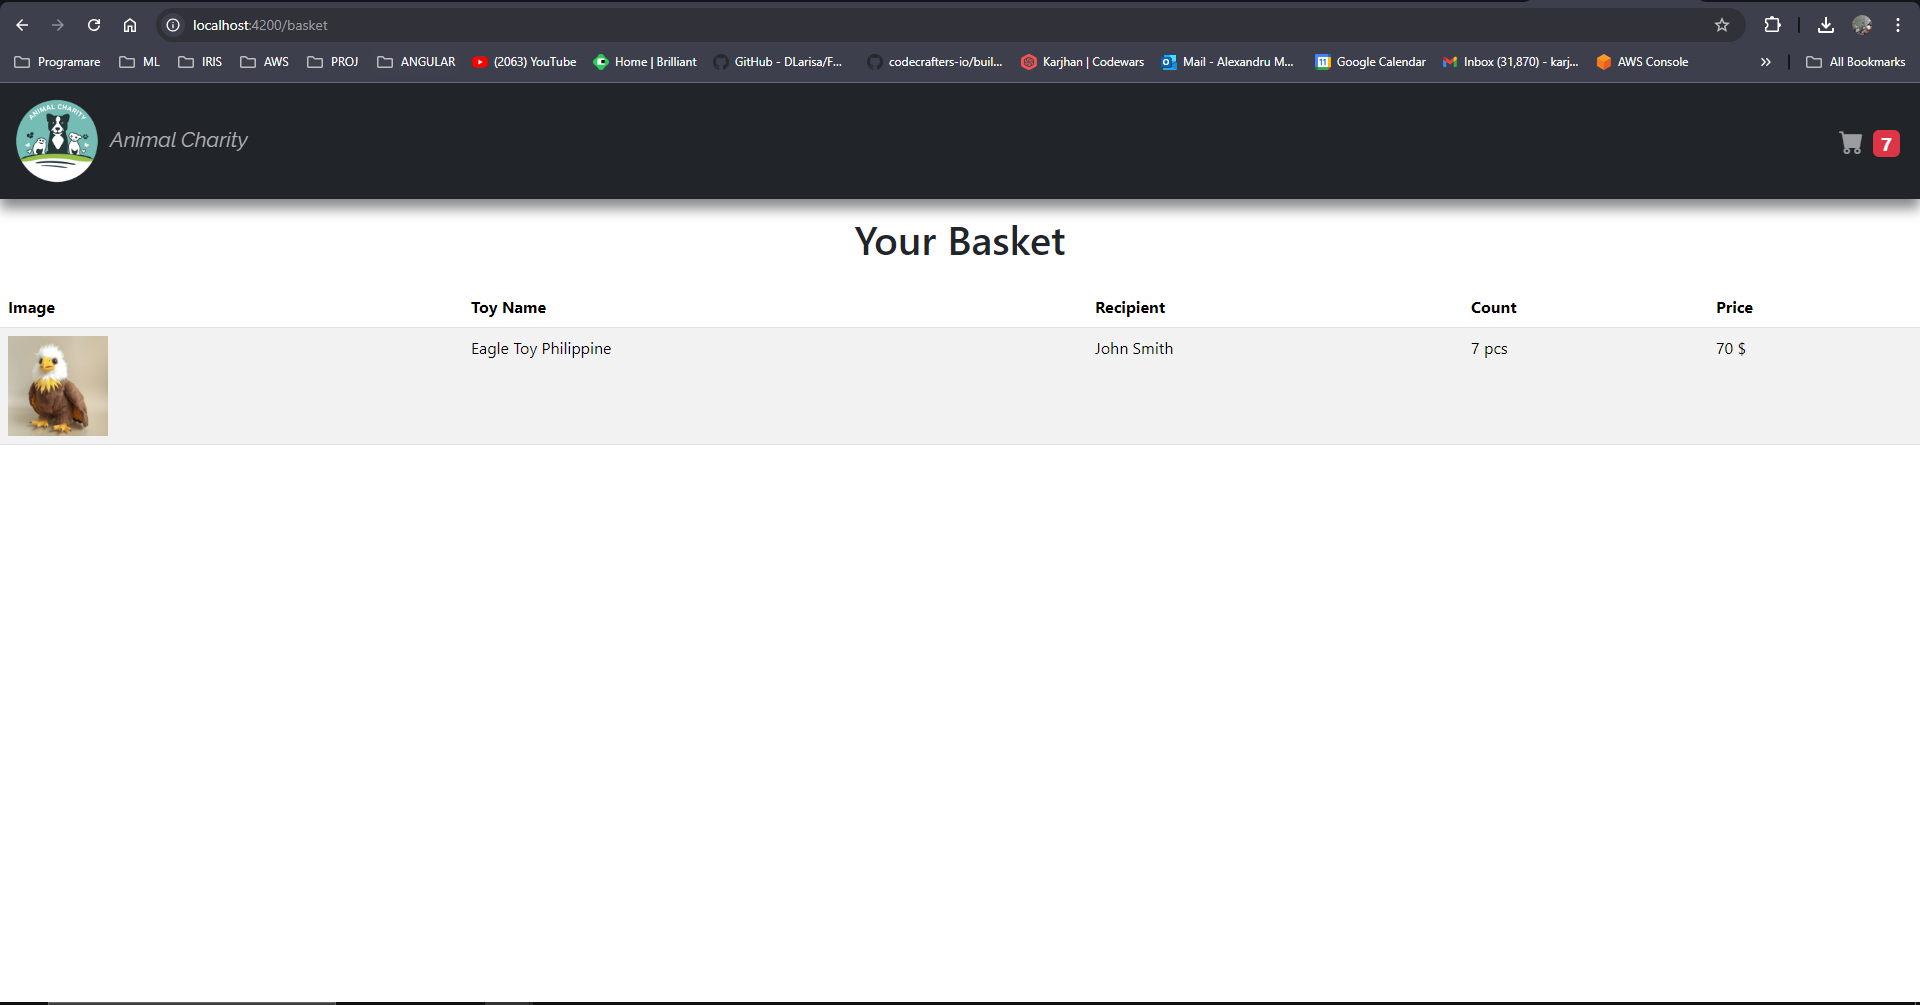 localhost:4200/basket
Programare ML IRIS AWS PROJ ANGULAR (2063) YouTube Home | Brilliant GitHub - DLarisa/F... codecrafters-io/buil... Karjhan | Codewars Mail - Alexandru M... 11 Google Calendar Inbox (31,870) - karj... AWS Console » All Bookmarks
ANIMAL CHARITY
Animal Charity 7
Your Basket
Image Toy Name Recipient Count Price
Eagle Toy Philippine John Smith 7 pcs 70 $